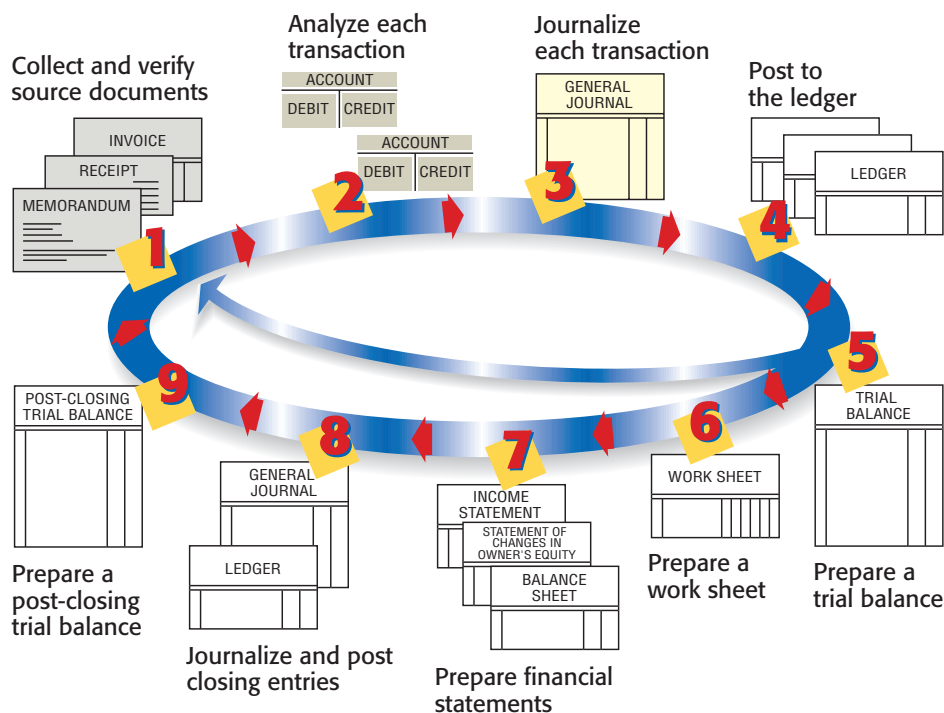 Collect and verify
source documents
INVOICE
RECEIPT
MEMORANDUM
1
Analyze each
transaction
ACCOUNT
DEBIT CREDIT
ACCOUNT
DEBIT CREDIT
2
Journalize
each transaction
GENERAL
JOURNAL
3
Post to
the ledger
LEDGER
4
5
TRIAL
BALANCE
Prepare a
trial balance
6
WORK SHEET
Prepare a
work sheet
7
INCOME
STATEMENT
STATEMENT OF
CHANGES IN
OWNER'S EQUITY
BALANCE
SHEET
Prepare financial
statements
8
GENERAL
JOURNAL
LEDGER
Journalize and post
closing entries
9
POST-CLOSING
TRIAL BALANCE
Prepare a
post-closing
trial balance